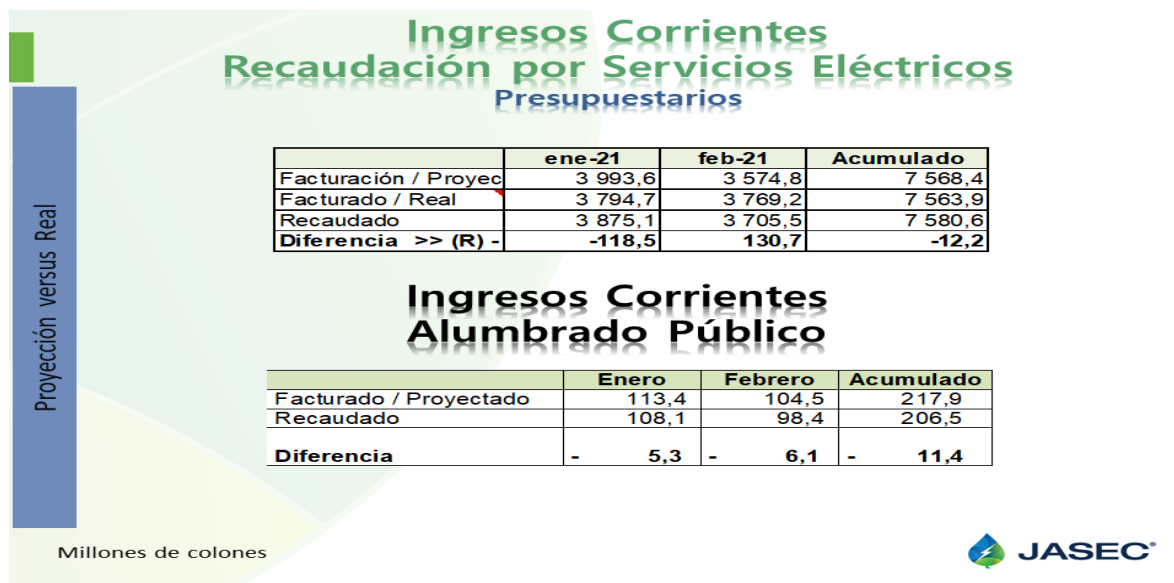 Ingresos Corrientes
Recaudación por Servicios Eléctricos
Presupuestarios
Proyección versus Real
ene-21 feb-21 Acumulado
Facturación / Proyec 3 993,6 3 574,8 7 568,4
Facturado / Real 3 794,7 3 769,2 7 563,9
Recaudado 3 875,1 3 705,5 7 580,6
Diferencia >> (R) - -118,5 130,7 -12,2
Ingresos Corrientes
Alumbrado Público
Enero Febrero Acumulado
Facturado / Proyectado 113,4 104,5 217,9
Recaudado 108,1 98,4 206,5
Diferencia - 5,3 - 6,1 - 11,4
Millones de colones
JASEC